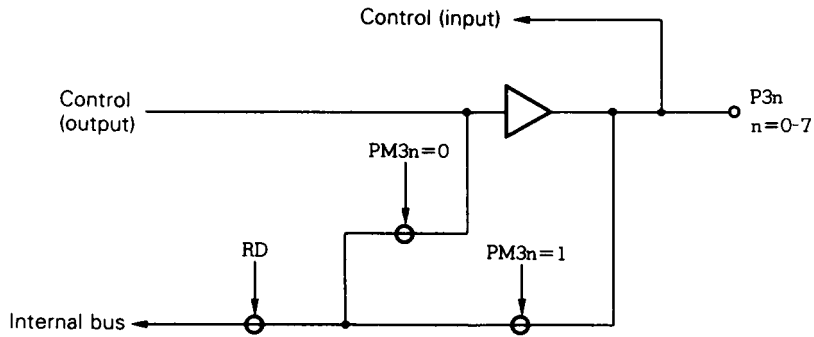 Control (input)
Control
(output)
P3n
n=0-7
PM3n=0
RD
PM3n=1
Internal bus